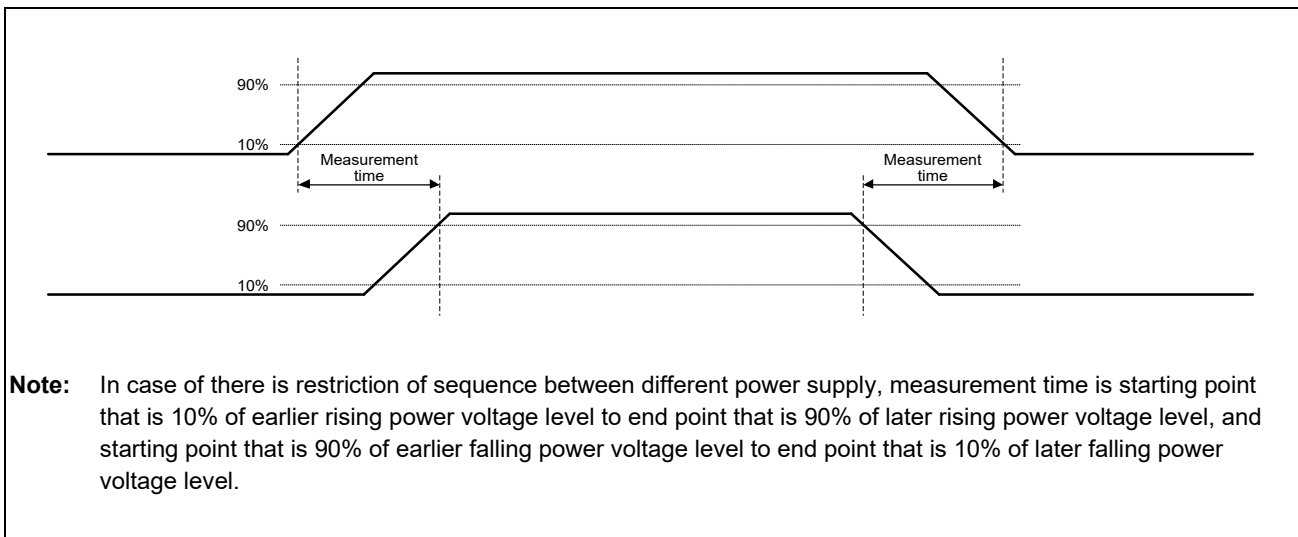 90%
10%
Measurement
time
Measurement
time
90%
10%
Note: In case of there is restriction of sequence between different power supply, measurement time is starting point
that is 10% of earlier rising power voltage level to end point that is 90% of later rising power voltage level, and
starting point that is 90% of earlier falling power voltage level to end point that is 10% of later falling power
voltage level.